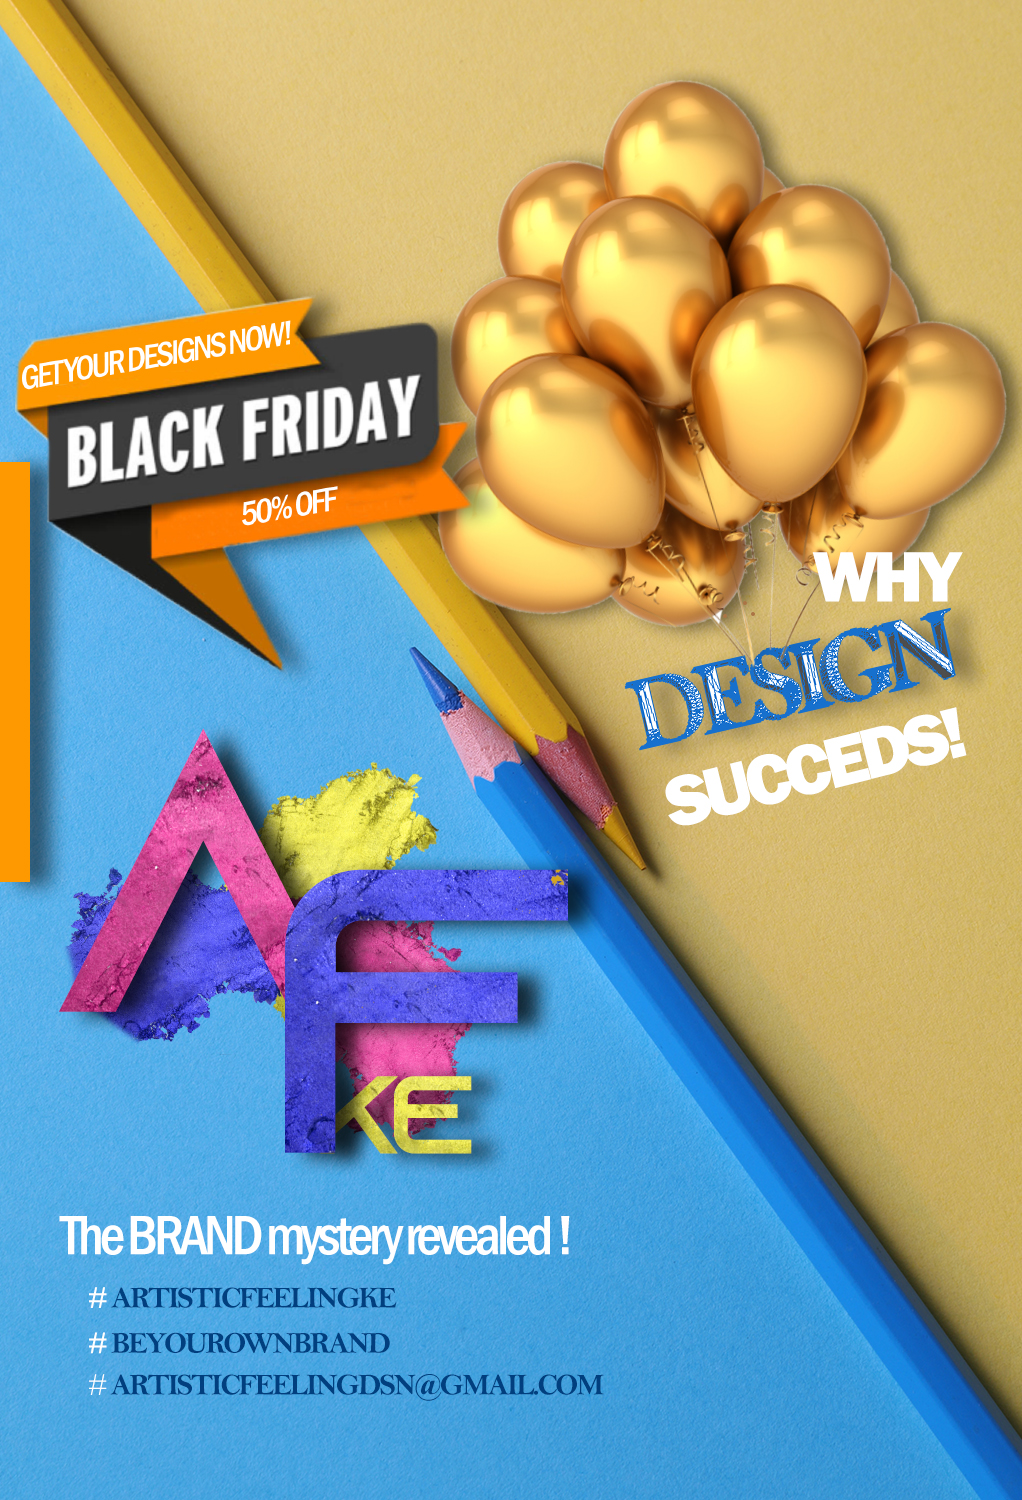 GETYOUR DESIGNS NOW!
BLACK FRIDAY
50% OFF
WHY
DESIGN
SUCCEDS!
AF
KE
The BRAND mystery revealed !
# ARTISTICFEELINGKE
# BEYOUROWNBRAND
# ARTISTICFEELINGDSN@GMAIL.COM